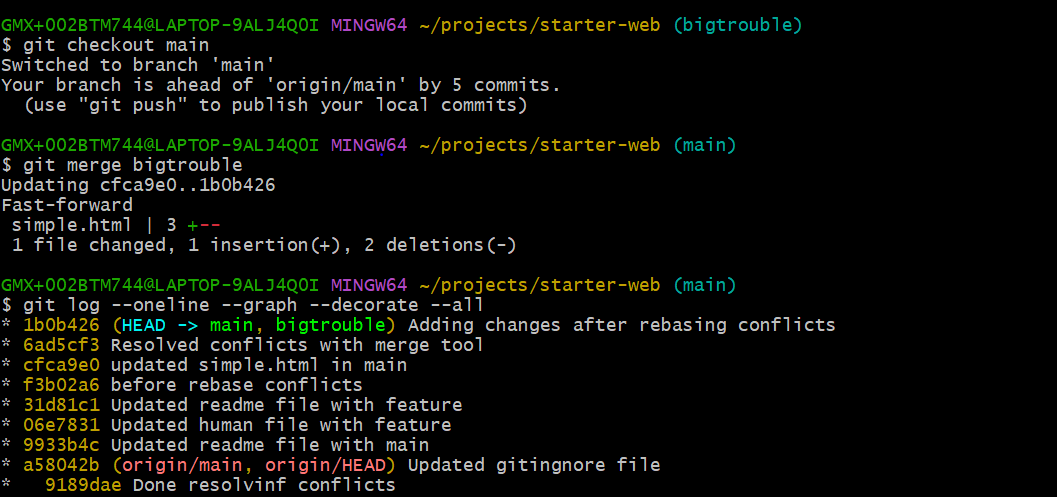 GMX+002BTM744@LAPTOP-9ALJ4Q0I MINGW64 ~/projects/starter-web (bigtrouble)
$ git checkout main
Switched to branch 'main'
Your branch is ahead of 'origin/main' by 5 commits.
  (use "git push" to publish your local commits)
GMX+002BTM744@LAPTOP-9ALJ4Q0I MINGW64 ~/projects/starter-web (main)
$ git merge bigtrouble
Updating cfca9e0..1b0b426
Fast-forward
 simple.html | 3 +--
 1 file changed, 1 insertion(+), 2 deletions(-)
GMX+002BTM744@LAPTOP-9ALJ4Q0I MINGW64 ~/projects/starter-web (main)
$ git log --oneline --graph --decorate --all
* 1b0b426 (HEAD -> main, bigtrouble) Adding changes after rebasing conflicts
* 6ad5cf3 Resolved conflicts with merge tool
* cfca9e0 updated simple.html in main
* f3b02a6 before rebase conflicts
* 31d81c1 Updated readme file with feature
* 06e7831 Updated human file with feature
* 9933b4c Updated readme file with main
* a58042b (origin/main, origin/HEAD) Updated gitingnore file
*   9189dae Done resolvinf conflicts